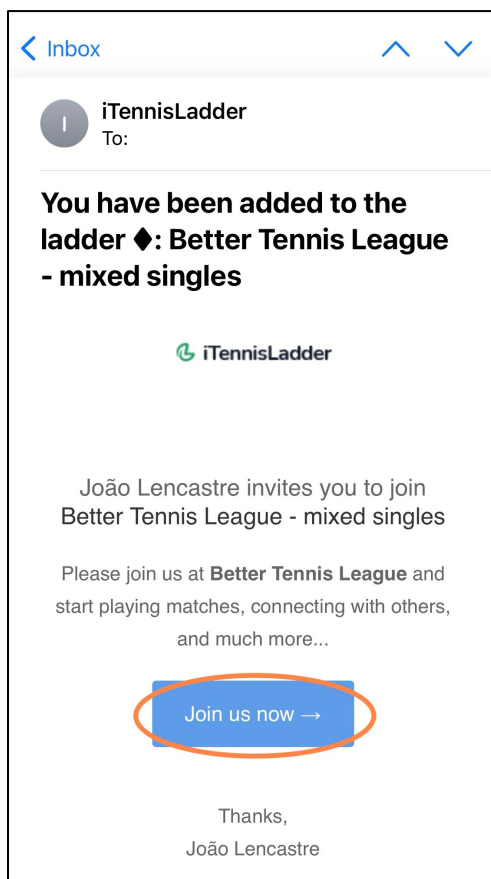 Inbox
I
iTennisLadder
To:
You have been added to the
ladder ♦: Better Tennis League
- mixed singles
iTennisLadder
João Lencastre invites you to join
Better Tennis League - mixed singles
Please join us at Better Tennis League and
start playing matches, connecting with others,
and much more...
Join us now →
Thanks,
João Lencastre